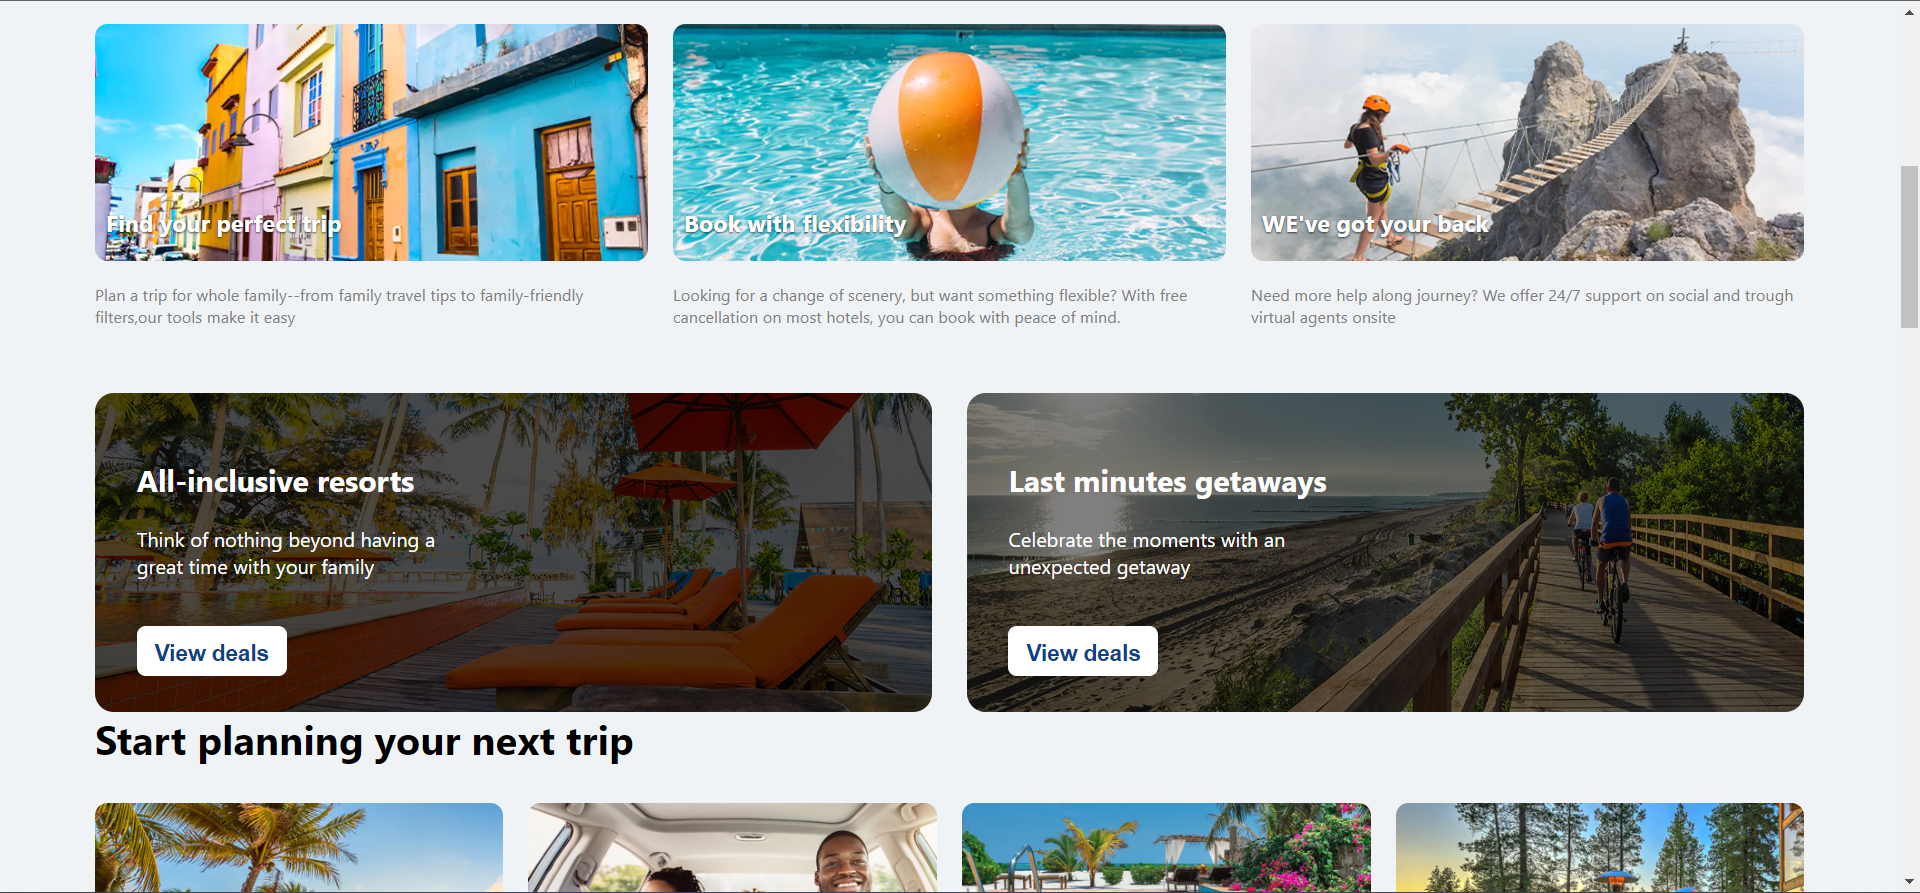 Find your perfect trip
Book with flexibility
WE've got your back
Plan a trip for whole family--from family travel tips to family-friendly
filters,our tools make it easy
Looking for a change of scenery, but want something flexible? With free
cancellation on most hotels, you can book with peace of mind.
Need more help along journey? We offer 24/7 support on social and trough
virtual agents onsite
All-inclusive resorts
Think of nothing beyond having a
great time with your family
View deals
Last minutes getaways
Celebrate the moments with an
unexpected getaway
View deals
Start planning your next trip